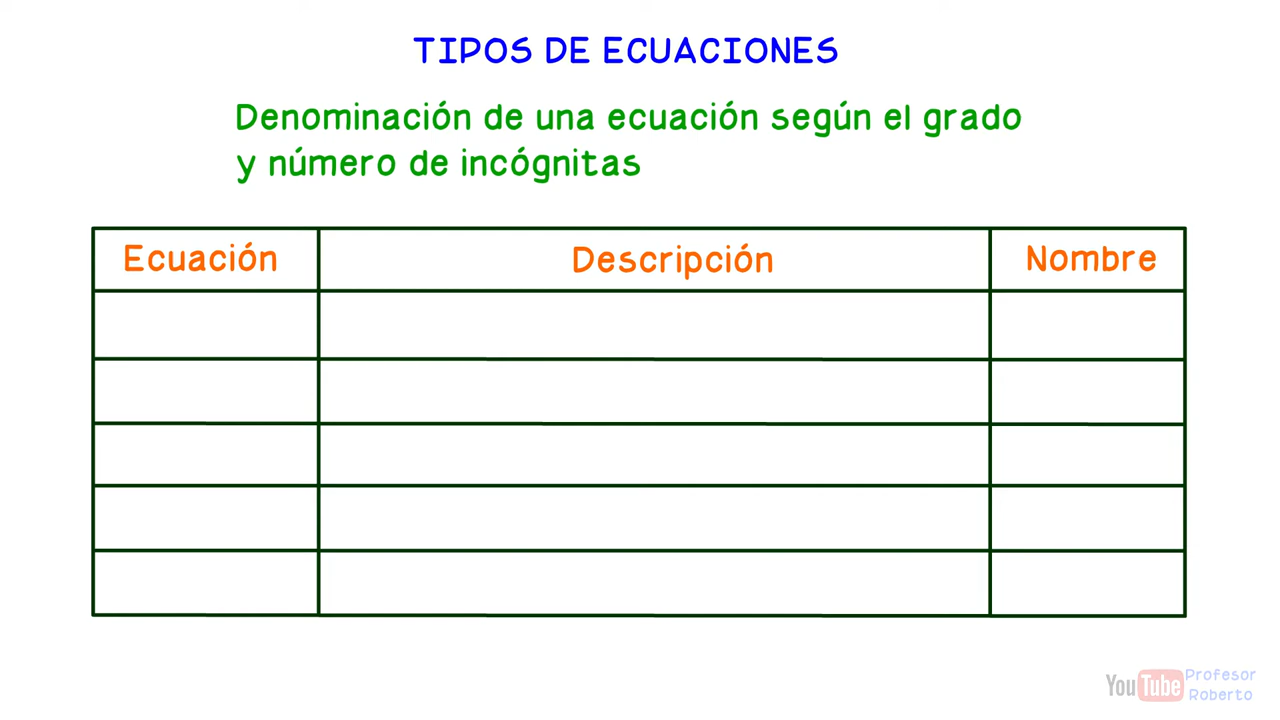 TIPOS DE ECUACIONES
Denominación de una ecuación según el grado
y número de incógnitas
Ecuación Descripción Nombre
YouTube Profesor
Roberto